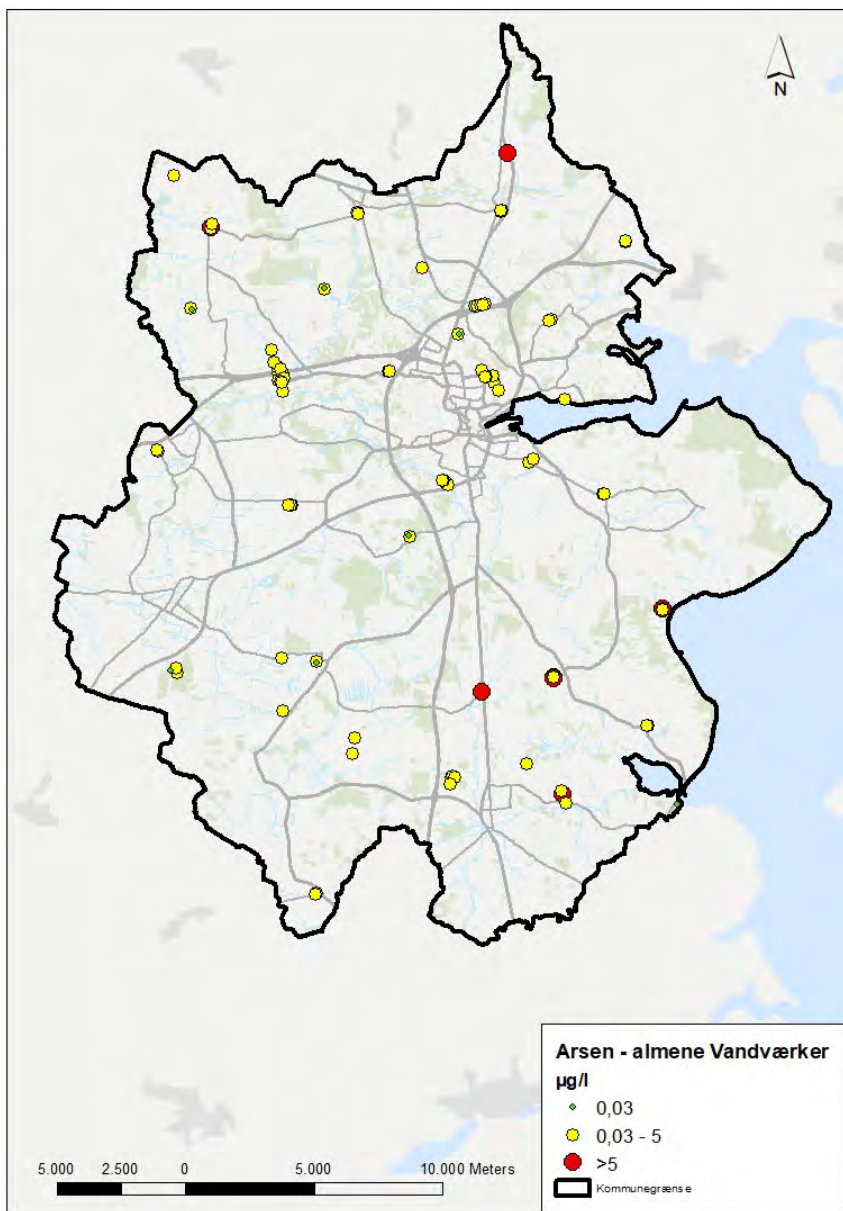 N
Arsen - almene Vandværker
µg/l
0,03
0,03 - 5
>5
Kommunegrænse
5.000 2.500 0 5.000 10.000 Meters